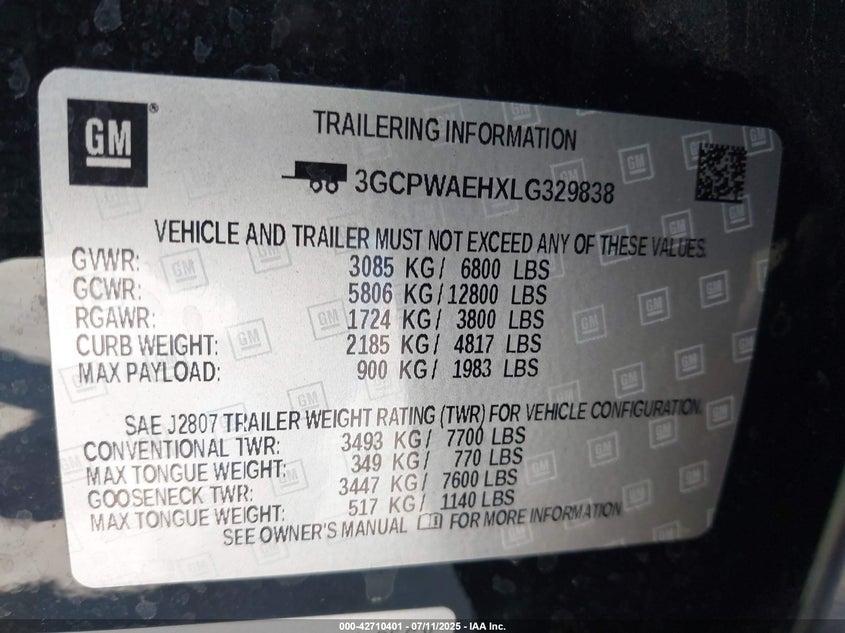 GM ®
TRAILERING INFORMATION
3GCPWAEHXLG329838
VEHICLE AND TRAILER MUST NOT EXCEED ANY OF THESE VALUES.
GVWR: 3085 KG/ 6800 LBS
GCWR: 5806 KG/12800 LBS
RGAWR: 1724 KG/ 3800 LBS
CURB WEIGHT: 2185 KG/ 4817 LBS
MAX PAYLOAD: 900 KG/ 1983 LBS
SAE J2807 TRAILER WEIGHT RATING (TWR) FOR VEHICLE CONFIGURATION.
CONVENTIONAL TWR: 3493 KG/ 7700 LBS
MAX TONGUE WEIGHT: 349 KG/ 770 LBS
GOOSENECK TWR: 3447 KG/ 7600 LBS
MAX TONGUE WEIGHT: 517 KG/ 1140 LBS
SEE OWNER'S MANUAL FOR MORE INFORMATION
000-42710401 - 07/11/2025 - IAA Inc.